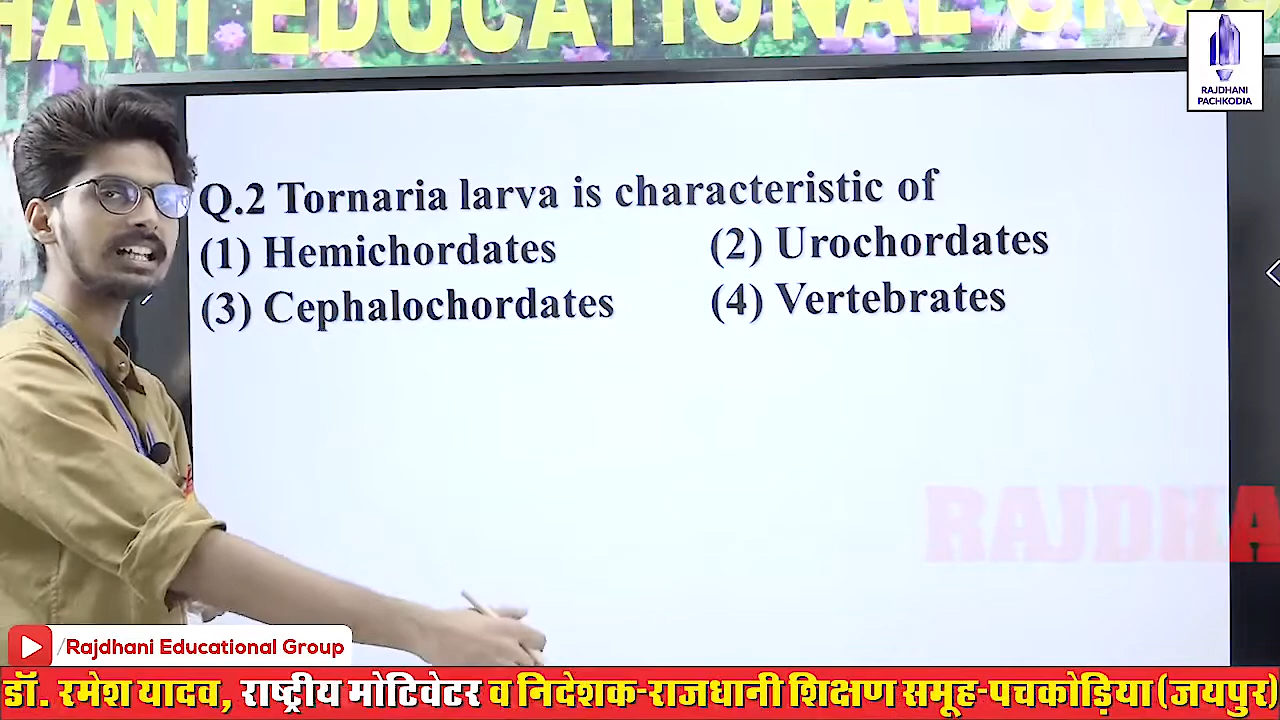 HANI EDUCATIONAL GRO
RAJDHANI
PACHKODIA
Q.2 Tornaria larva is characteristic of
(1) Hemichordates (2) Urochordates
(3) Cephalochordates (4) Vertebrates
RAJDHA
/Rajdhani Educational Group
डॉ. रमेश यादव, राष्ट्रीय मोटिवेटर व निदेशक-राजधानी शिक्षण समूह-पचकोड़िया (जयपुर)